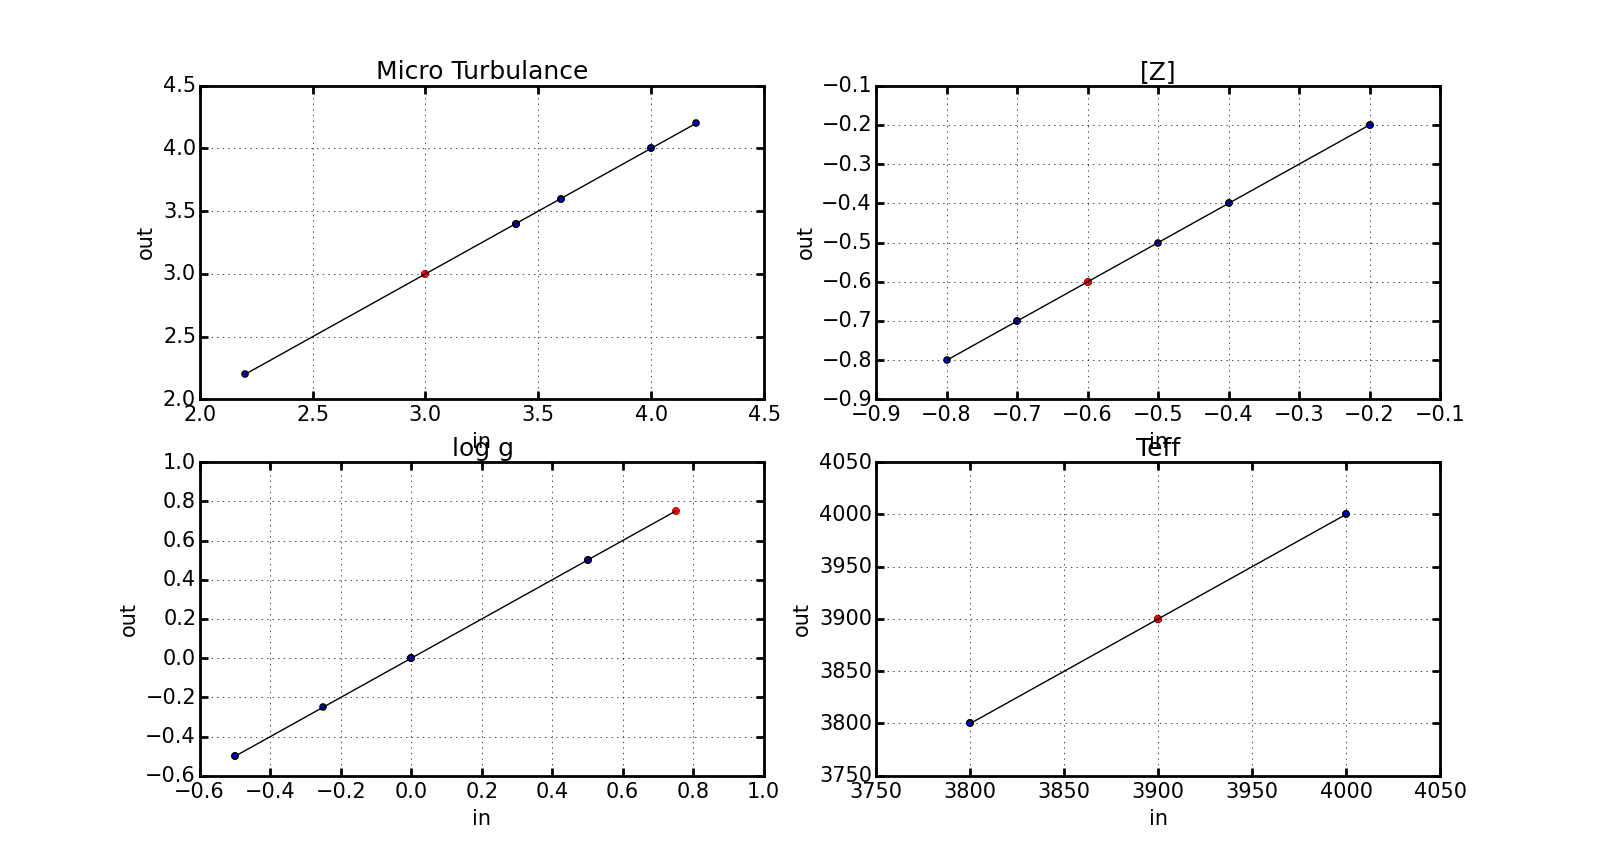 Micro Turbulance
4.5
4.0
3.5
3.0
2.5
2.0
out
2.0 2.5 3.0 3.5 4.0 4.5
in
[Z]
−0.1
−0.2
−0.3
−0.4
−0.5
−0.6
−0.7
−0.8
−0.9
out
−0.9 −0.8 −0.7 −0.6 −0.5 −0.4 −0.3 −0.2 −0.1
in
log g
1.0
0.8
0.6
0.4
0.2
0.0
−0.2
−0.4
−0.6
out
−0.6 −0.4 −0.2 0.0 0.2 0.4 0.6 0.8 1.0
in
Teff
4050
4000
3950
3900
3850
3800
3750
out
3750 3800 3850 3900 3950 4000 4050
in